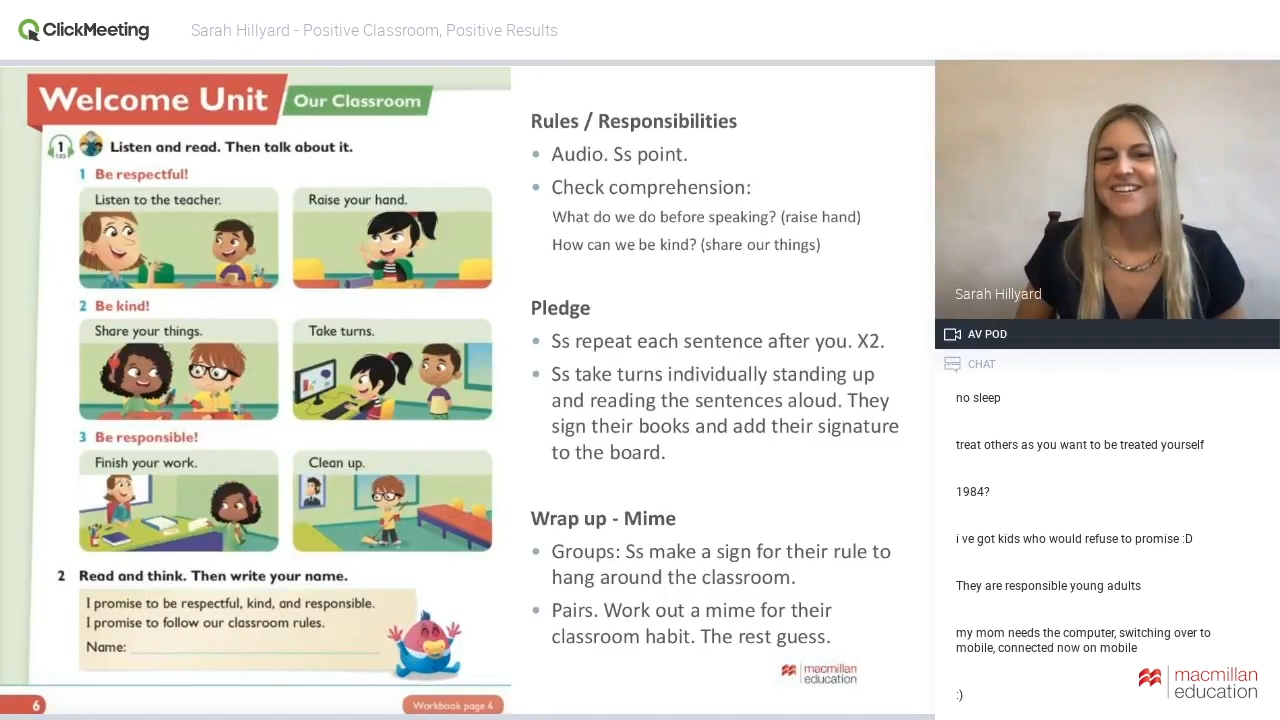 ClickMeeting
Sarah Hillyard - Positive Classroom, Positive Results
Welcome Unit
Our Classroom
1
Listen and read. Then talk about it.
1 Be respectful!
Listen to the teacher.
Raise your hand.
2 Be kind!
Share your things.
Take turns.
3 Be responsible!
Finish your work.
Clean up.
2 Read and think. Then write your name.
I promise to be respectful, kind, and responsible.
I promise to follow our classroom rules.
Name:
6
Workbook page 4
Rules / Responsibilities
• Audio. Ss point.
• Check comprehension:
What do we do before speaking? (raise hand)
How can we be kind? (share our things)
Pledge
• Ss repeat each sentence after you. X2.
• Ss take turns individually standing up
and reading the sentences aloud. They
sign their books and add their signature
to the board.
Wrap up - Mime
• Groups: Ss make a sign for their rule to
hang around the classroom.
• Pairs. Work out a mime for their
classroom habit. The rest guess.
macmillan
education
Sarah Hillyard
AV POD
CHAT
no sleep
treat others as you want to be treated yourself
1984?
i ve got kids who would refuse to promise :D
They are responsible young adults
my mom needs the computer, switching over to
mobile, connected now on mobile
:)
macmillan
education